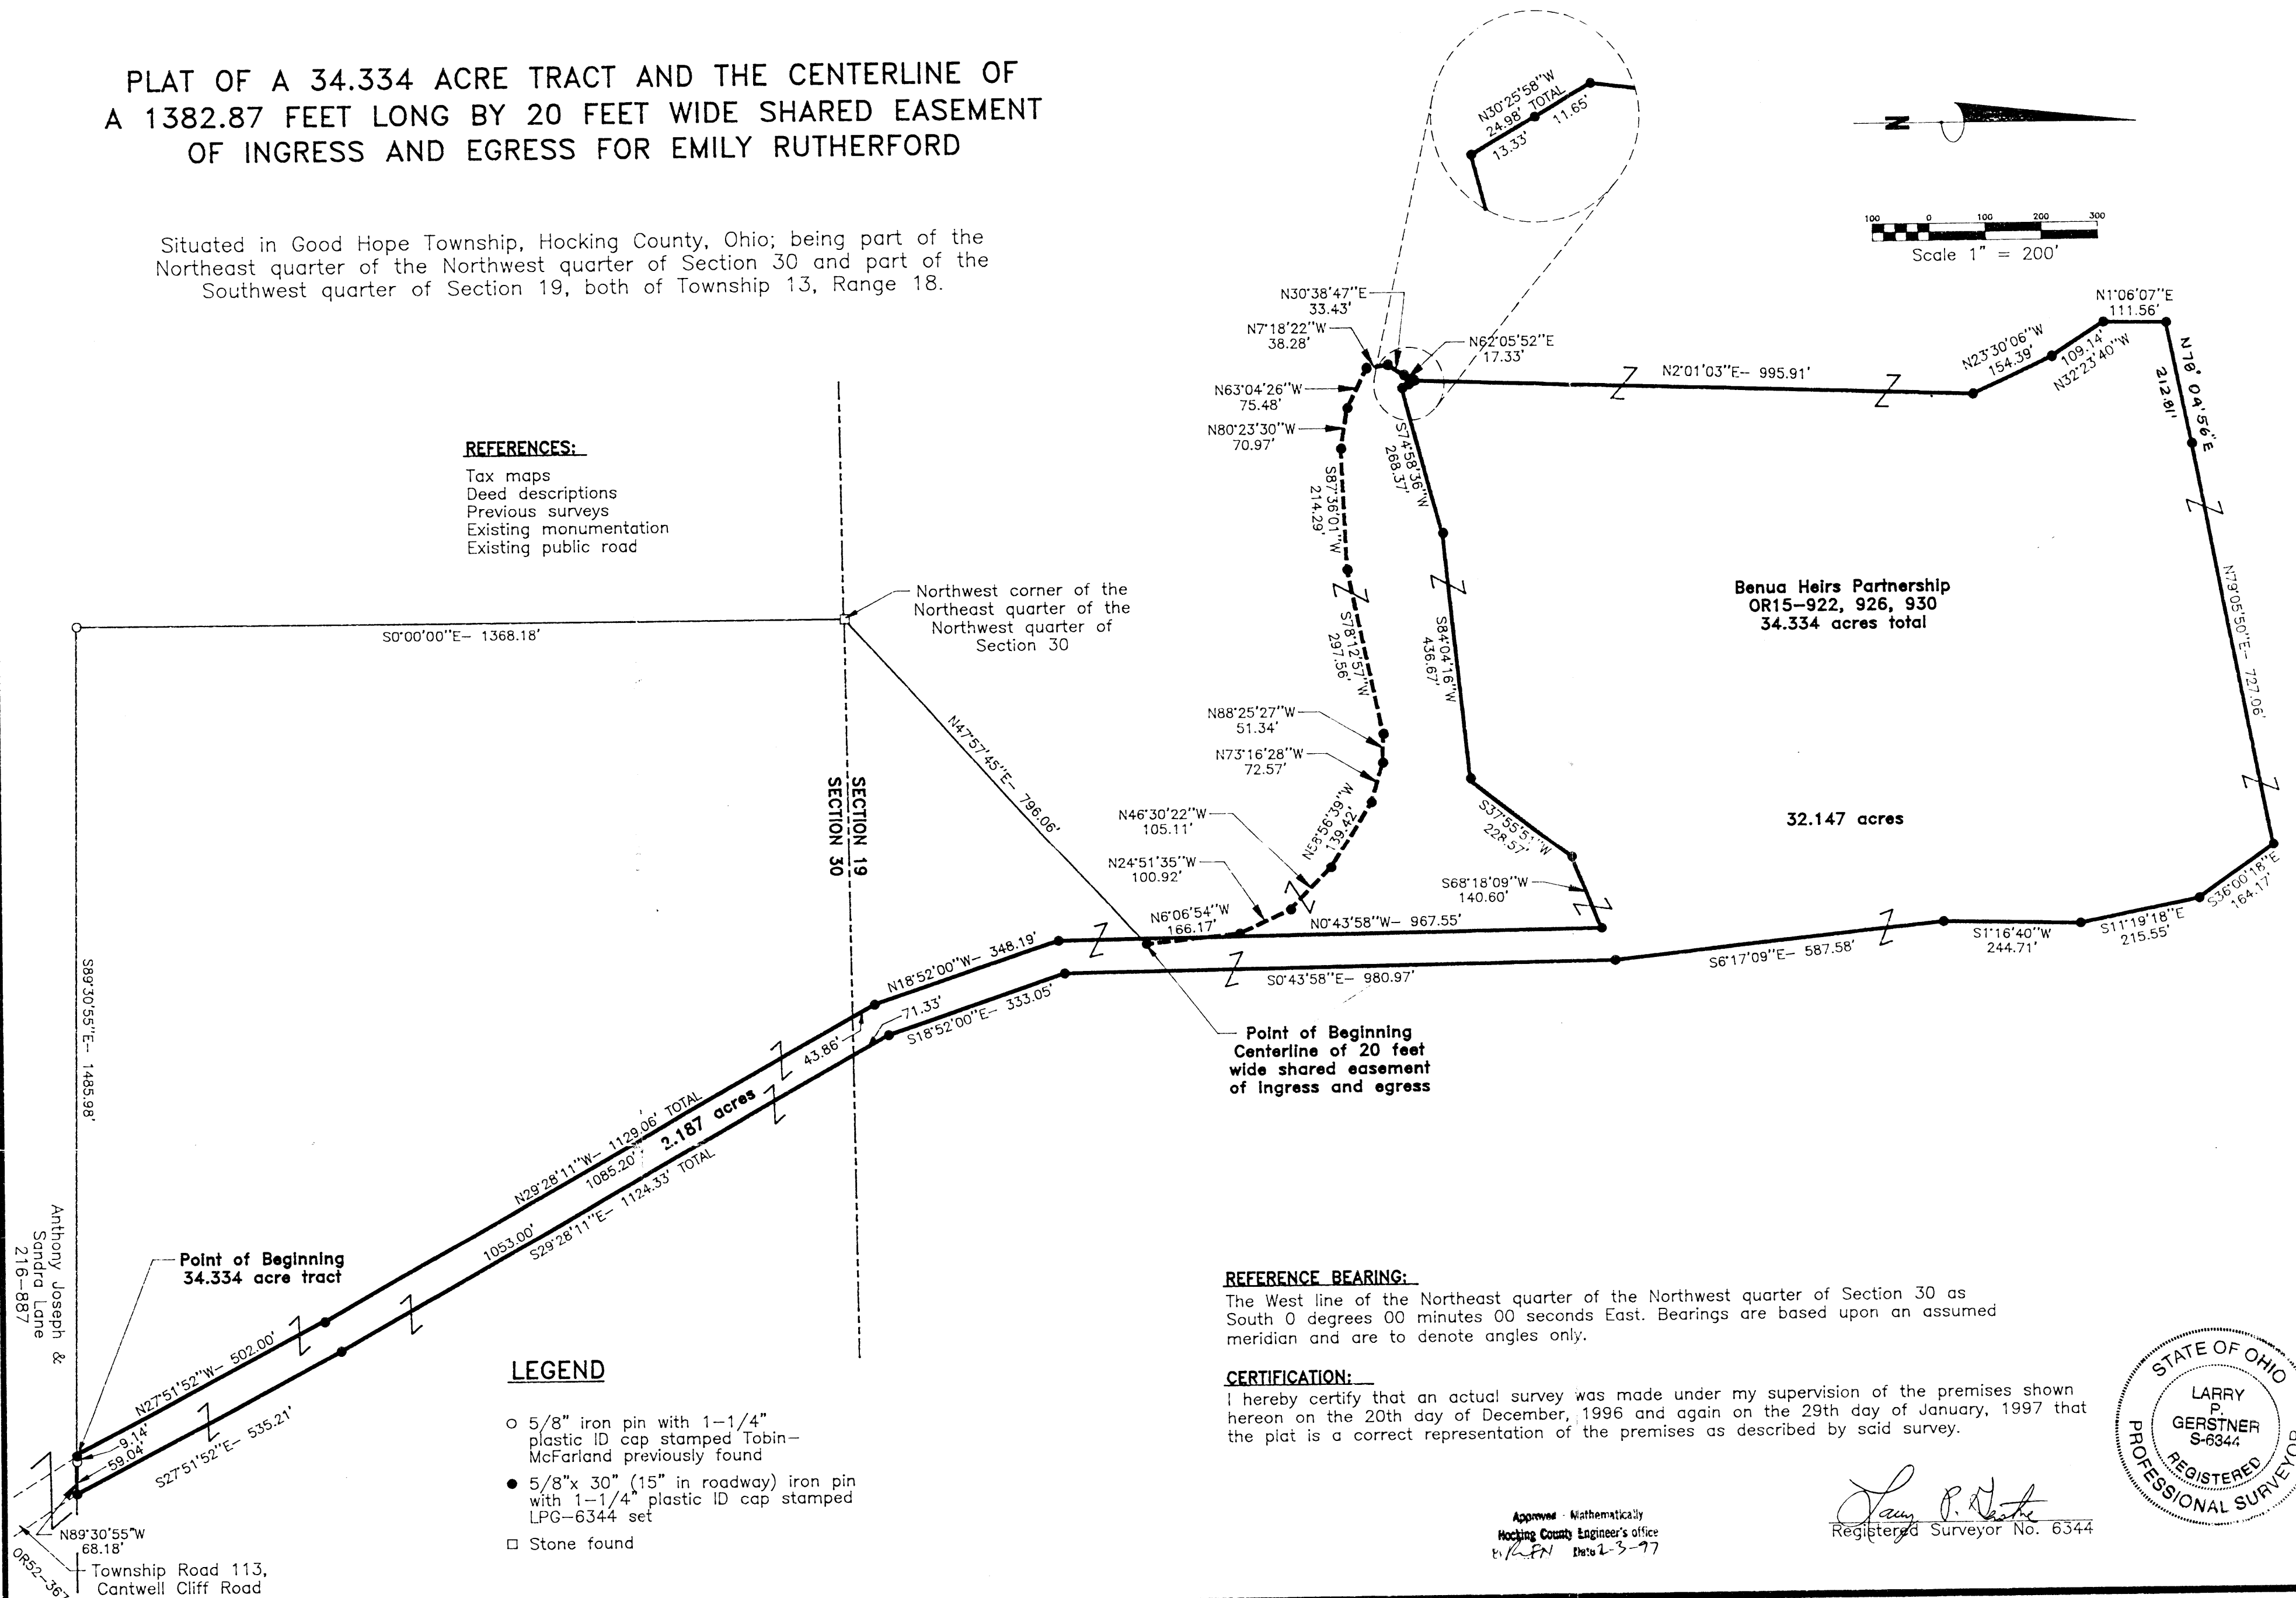 PLAT OF A 34.334 ACRE TRACT AND THE CENTERLINE OF
A 1382.87 FEET LONG BY 20 FEET WIDE SHARED EASEMENT
OF INGRESS AND EGRESS FOR EMILY RUTHERFORD
Situated in Good Hope Township, Hocking County, Ohio; being part of the
Northeast quarter of the Northwest quarter of Section 30 and part of the
Southwest quarter of Section 19, both of Township 13, Range 18.
N30°25'58"W
24.98' TOTAL
13.33'
11.65'
N
100 0 100 200 300
Scale 1" = 200'
N30°38'47"E
33.43'
N7°18'22"W
38.28'
N62°05'52"E
17.33'
N63°04'26"W
75.48'
N80°23'30"W
70.97'
S87°36'01"W
214.29'
S74°58'36"W
268.37'
N2°01'03"E- 995.91'
N23°30'06"W
154.39'
109.14'
N32°23'40"W
N1°06'07"E
111.56'
N78° 04'56"E
212.81'
REFERENCES:
Tax maps
Deed descriptions
Previous surveys
Existing monumentation
Existing public road
Northwest corner of the
Northeast quarter of the
Northwest quarter of
Section 30
S0°00'00"E- 1368.18'
S78°12'57"W
297.56'
S84°04'16"W
436.67'
Benua Heirs Partnership
OR15-922, 926, 930
34.334 acres total
N79°05'50"E- 727.06'
N88°25'27"W
51.34'
N73°16'28"W
72.57'
N47°57'45"E- 796.06'
SECTION 19
SECTION 30
N46°30'22"W
105.11'
N58°56'39"W
139.42'
N24°51'35"W
100.92'
S37°55'51"W
228.57'
32.147 acres
S68°18'09"W
140.60'
N6°06'54"W
166.17'
N0°43'58"W- 967.55'
S36°00'18"E
164.17'
S11°19'18"E
215.55'
S1°16'40"W
244.71'
S6°17'09"E- 587.58'
S0°43'58"E- 980.97'
N18°52'00"W- 348.19'
71.33'
S18°52'00"E- 333.05'
43.86'
Point of Beginning
Centerline of 20 feet
wide shared easement
of ingress and egress
S89°30'55"E- 1485.98'
N29°28'11"W- 1129.06' TOTAL
1085.20'
2.187 acres
1053.00'
S29°28'11"E- 1124.33' TOTAL
Anthony Joseph &
Sandra Lane
216-887
Point of Beginning
34.334 acre tract
N27°51'52"W- 502.00'
9.14'
59.04'
S27°51'52"E- 535.21'
N89°30'55"W
68.18'
OR52-367
Township Road 113,
Cantwell Cliff Road
LEGEND
5/8" iron pin with 1-1/4"
plastic ID cap stamped Tobin-
McFarland previously found
5/8"x 30" (15" in roadway) iron pin
with 1-1/4" plastic ID cap stamped
LPG-6344 set
Stone found
REFERENCE BEARING:
The West line of the Northeast quarter of the Northwest quarter of Section 30 as
South 0 degrees 00 minutes 00 seconds East. Bearings are based upon an assumed
meridian and are to denote angles only.
CERTIFICATION:
I hereby certify that an actual survey was made under my supervision of the premises shown
hereon on the 20th day of December, 1996 and again on the 29th day of January, 1997 that
the plat is a correct representation of the premises as described by said survey.
Approved - Mathematically
Hocking County Engineer's office
Date 2-3-97
Larry P. Gerstner
Registered Surveyor No. 6344
STATE OF OHIO
LARRY
P.
GERSTNER
S-6344
REGISTERED
PROFESSIONAL SURVEYOR